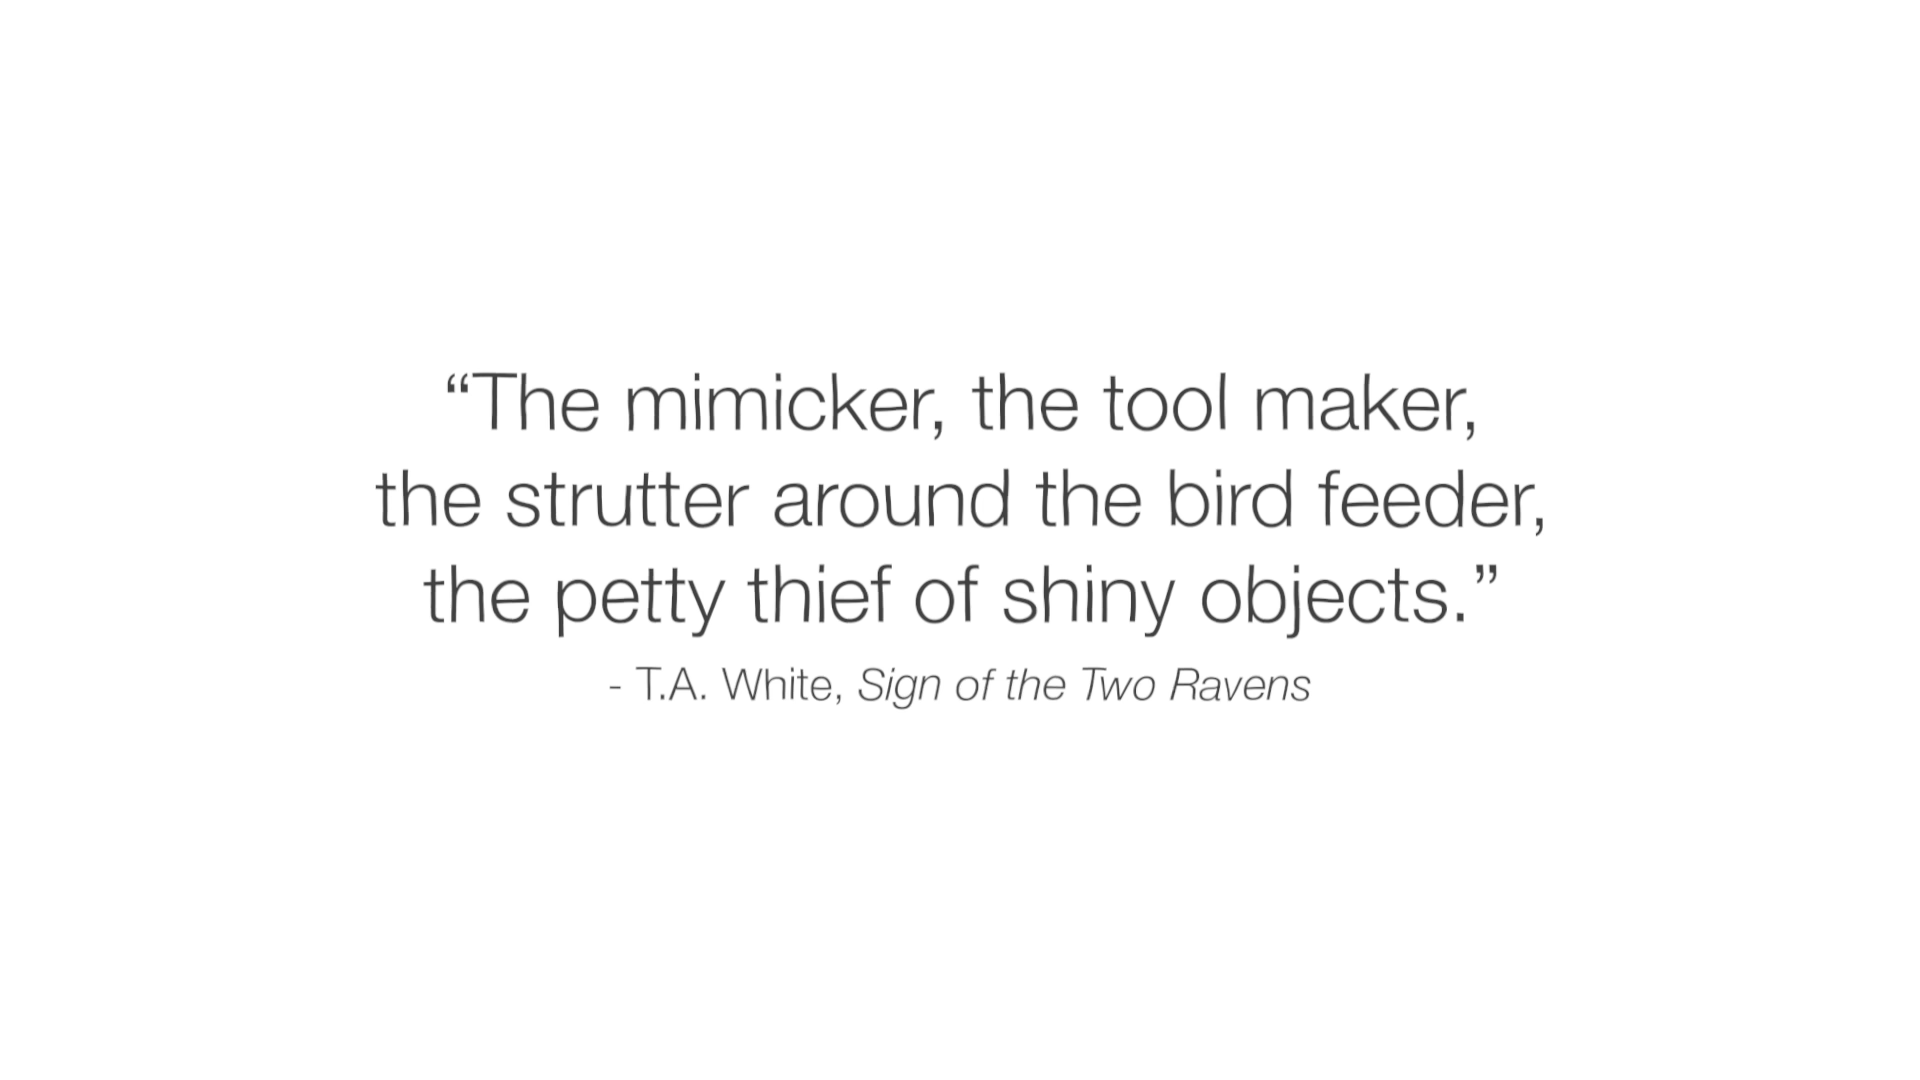 “The mimicker, the tool maker,
the strutter around the bird feeder,
the petty thief of shiny objects.”
- T.A. White, Sign of the Two Ravens